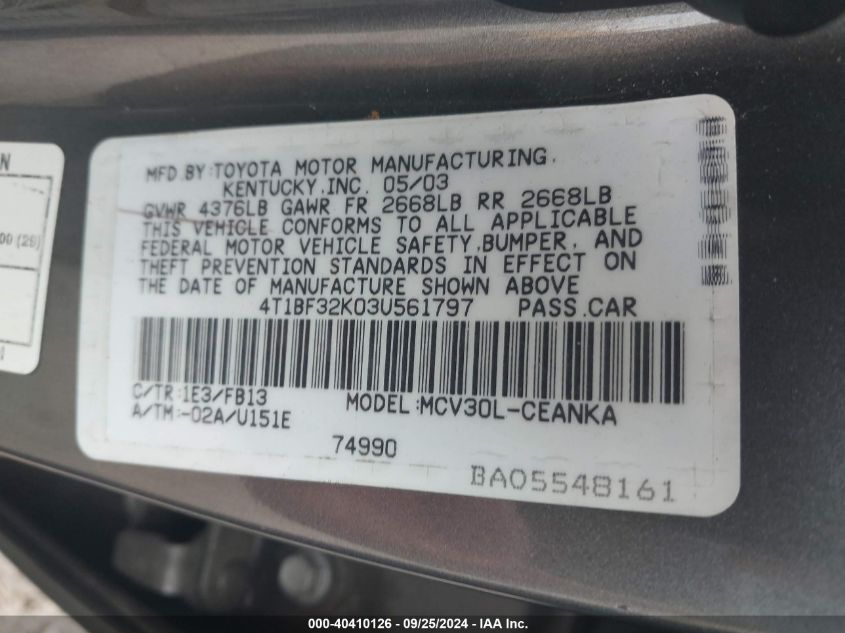 N
00 (29)
MFD.BY:TOYOTA MOTOR MANUFACTURING,
KENTUCKY,INC. 05/03
GVWR 4376LB GAWR FR 2668LB RR 2668LB
THIS VEHICLE CONFORMS TO ALL APPLICABLE
FEDERAL MOTOR VEHICLE SAFETY,BUMPER, AND
THEFT PREVENTION STANDARDS IN EFFECT ON
THE DATE OF MANUFACTURE SHOWN ABOVE
4T1BF32K03U561797 PASS.CAR
C/TR:1E3/FB13
A/TM:-02A/U151E
MODEL:MCV30L-CEANKA
74990
BA05548161
000-40410126 - 09/25/2024 - IAA Inc.